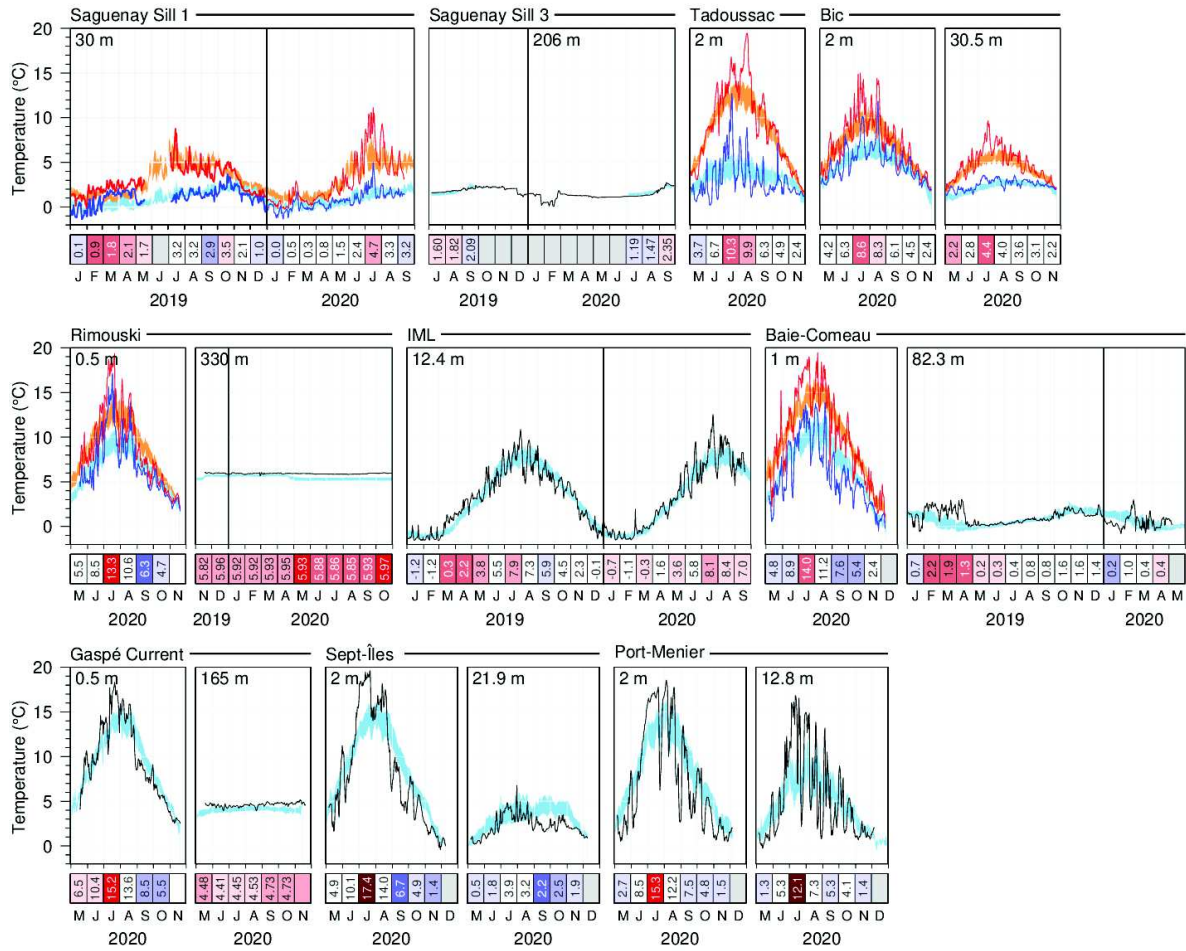 Saguenay Sill 1 Saguenay Sill 3 Tadoussac Bic
20 30 m 206 m 2 m 2 m 30.5 m
15
10
5
0
Temperature (°C)
0.1 0.9 1.8 2.1 1.7 3.2 3.2 2.9 3.5 2.1 1.0 0.0 0.5 0.3 0.8 1.5 2.4 4.7 3.3 3.2 1.60 1.82 2.09 1.19 1.47 2.35 3.7 6.7 10.3 9.9 6.3 4.9 2.4 4.2 6.3 8.6 8.3 6.1 4.5 2.4 2.2 2.8 4.4 4.0 3.6 3.1 2.2
J F M A M J J A S O N D J F M A M J J A S J A S O N D J F M A M J J A S M J J A S O N M J J A S O N M J J A S O N
2019 2020 2019 2020 2020 2020 2020
Rimouski IML Baie-Comeau
20 0.5 m 330 m 12.4 m 1 m 82.3 m
15
10
5
0
Temperature (°C)
5.5 8.5 13.3 10.6 6.3 4.7 5.82 5.96 5.92 5.92 5.93 5.95 5.93 5.88 5.86 5.85 5.93 5.97 -1.2 -1.2 0.3 2.2 3.8 5.5 7.9 7.3 5.9 4.5 2.3 -0.1 -0.7 -1.1 -0.3 1.6 3.6 5.8 8.1 8.4 7.0 4.8 8.9 14.0 11.2 7.6 5.4 2.4 0.7 2.2 1.9 1.3 0.2 0.3 0.4 0.8 0.8 1.6 1.6 1.4 0.2 1.0 0.4 0.4
M J J A S O N N D J F M A M J J A S O J F M A M J J A S O N D J F M A M J J A S M J J A S O N D J F M A M J J A S O N D J F M A M
2020 2019 2020 2019 2020 2020 2019 2020
Gaspé Current Sept-Îles Port-Menier
20 0.5 m 165 m 2 m 21.9 m 2 m 12.8 m
15
10
5
0
Temperature (°C)
6.5 10.4 15.2 13.6 8.5 5.5 4.48 4.41 4.45 4.53 4.73 4.73 4.9 10.1 17.4 14.0 6.7 4.9 1.4 0.5 1.8 3.9 3.2 2.2 2.5 1.9 2.7 8.5 15.3 12.2 7.5 4.8 1.5 1.3 5.3 12.1 7.3 5.3 4.1 1.4
M J J A S O N M J J A S O N M J J A S O N D M J J A S O N D M J J A S O N D M J J A S O N D
2020 2020 2020 2020 2020 2020